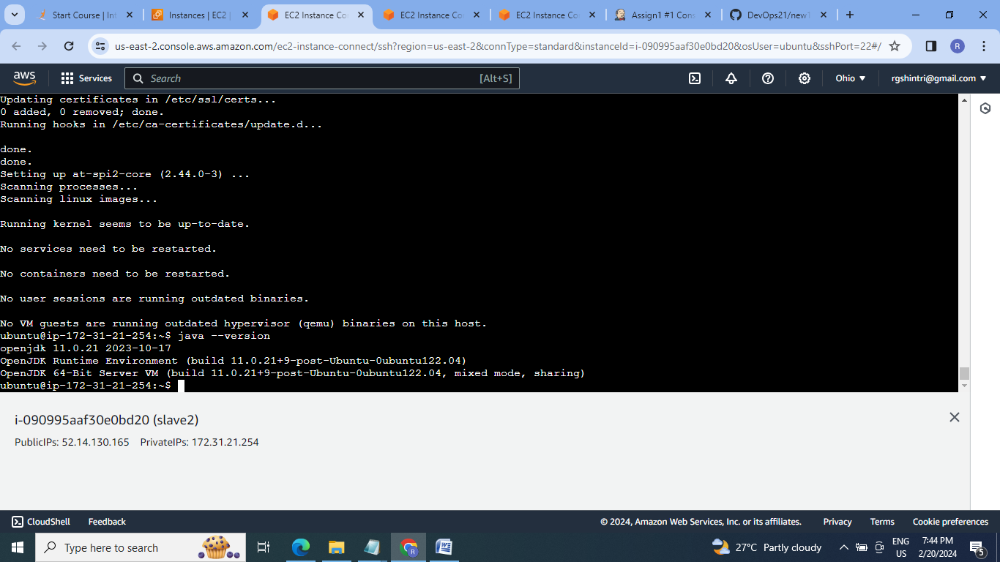 Start Course | Int
Instances | EC2 |
EC2 Instance Co
EC2 Instance Co
EC2 Instance Co
Assign1 #1 Cons
DevOps21/new1
us-east-2.console.aws.amazon.com/ec2-instance-connect/ssh?region=us-east-2&connType=standard&instanceId=i-090995aaf30e0bd20&osUser=ubuntu&sshPort=22#/
R
aws
Services
Search
[Alt+S]
Ohio
rgshintri@gmail.com
Updating certificates in /etc/ssl/certs...
0 added, 0 removed; done.
Running hooks in /etc/ca-certificates/update.d...
done.
done.
Setting up at-spi2-core (2.44.0-3) ...
Scanning processes...
Scanning linux images...
Running kernel seems to be up-to-date.
No services need to be restarted.
No containers need to be restarted.
No user sessions are running outdated binaries.
No VM guests are running outdated hypervisor (qemu) binaries on this host.
ubuntu@ip-172-31-21-254:~$ java --version
openjdk 11.0.21 2023-10-17
OpenJDK Runtime Environment (build 11.0.21+9-post-Ubuntu-0ubuntu122.04)
OpenJDK 64-Bit Server VM (build 11.0.21+9-post-Ubuntu-0ubuntu122.04, mixed mode, sharing)
ubuntu@ip-172-31-21-254:~$
i-090995aaf30e0bd20 (slave2)
PublicIPs: 52.14.130.165 PrivateIPs: 172.31.21.254
CloudShell
Feedback
© 2024, Amazon Web Services, Inc. or its affiliates.
Privacy
Terms
Cookie preferences
Type here to search
R
27°C Partly cloudy
ENG
US
7:44 PM
2/20/2024
5